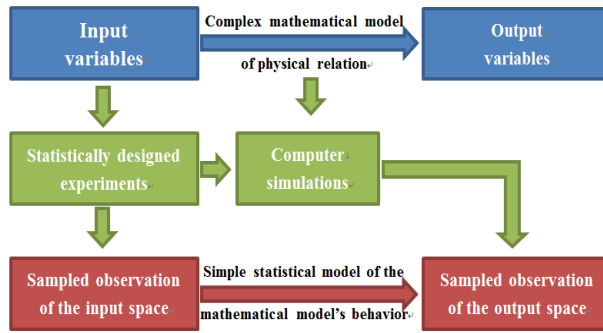 Input
variables
Complex mathematical model
of physical relation
Output
variables
Statistically designed
experiments
Computer
simulations
Sampled observation
of the input space
Simple statistical model of the
mathematical model's behavior
Sampled observation
of the output space